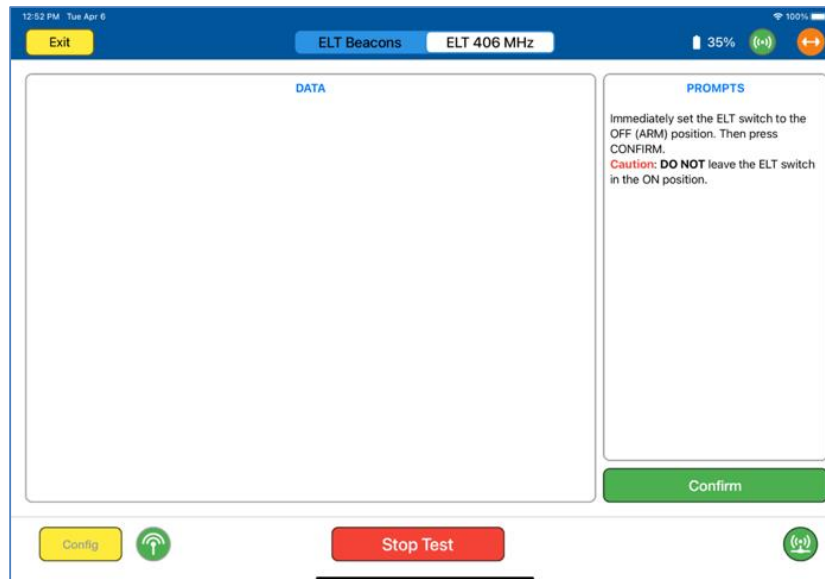 12:52 PM Tue Apr 6
100%
Exit
ELT Beacons
ELT 406 MHz
35%
DATA
PROMPTS
Immediately set the ELT switch to the
OFF (ARM) position. Then press
CONFIRM.
Caution: DO NOT leave the ELT switch
in the ON position.
Confirm
Config
Stop Test